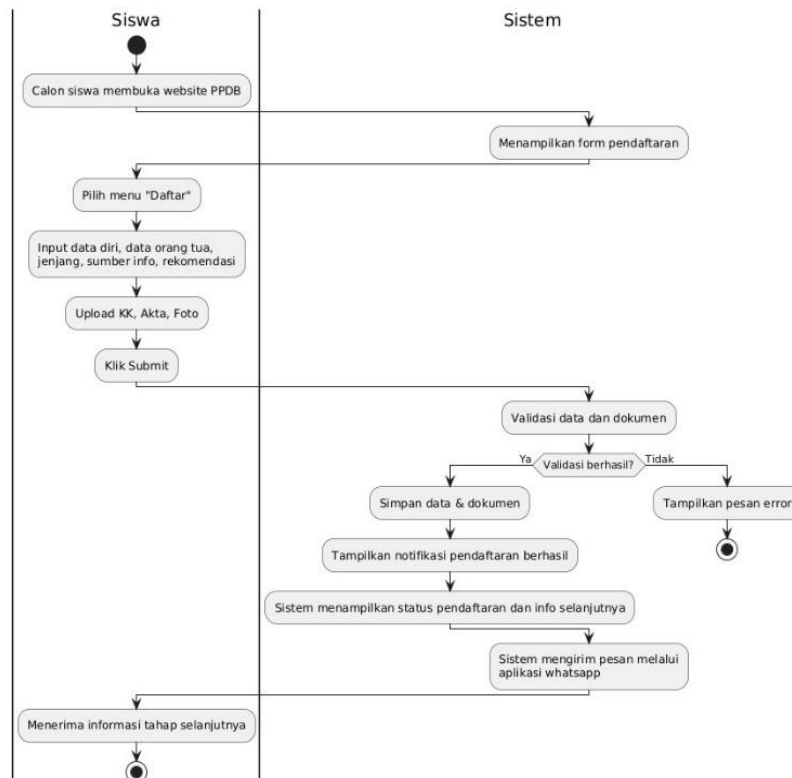 Siswa
Sistem
Calon siswa membuka website PPDB
Menampilkan form pendaftaran
Pilih menu "Daftar"
Input data diri, data orang tua,
jenjang, sumber info, rekomendasi
Upload KK, Akta, Foto
Klik Submit
Validasi data dan dokumen
Ya
Validasi berhasil?
Tidak
Simpan data & dokumen
Tampilkan pesan error
Tampilkan notifikasi pendaftaran berhasil
Sistem menampilkan status pendaftaran dan info selanjutnya
Sistem mengirim pesan melalui
aplikasi whatsapp
Menerima informasi tahap selanjutnya